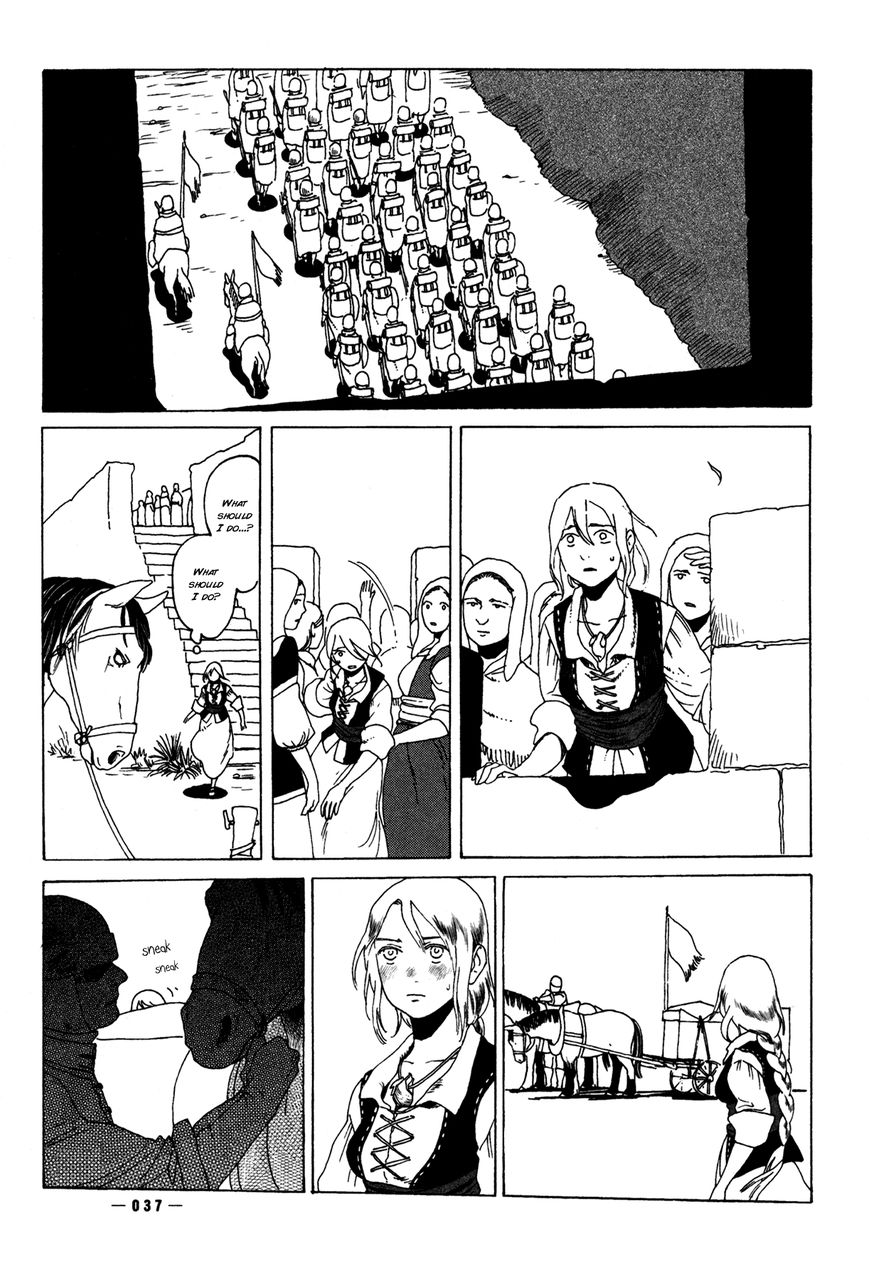 WHAT
SHOULD
I DO...?
WHAT
SHOULD
I DO?
sneak
sneak
— 037 —